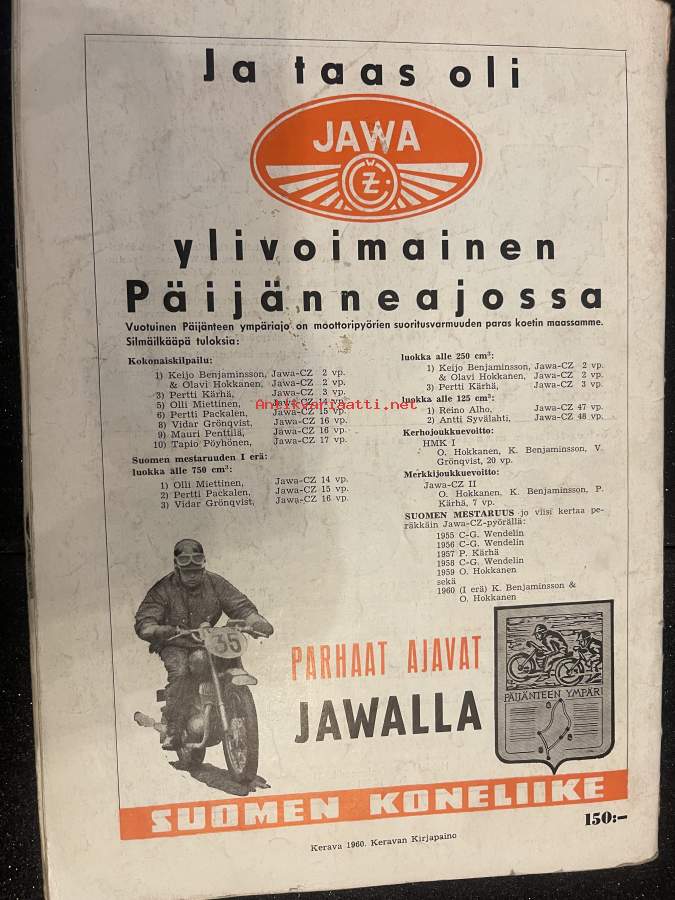 Ja taas oli
JAWA
CZ
ylivoimainen
Päijänneajossa
Vuotuinen Päijänteen ympäriajo on moottoripyörien suoritusvarmuuden paras koetin maassamme.
Silmäilkääpä tuloksia:
Kokonaiskilpailu:
1) Keijo Benjaminsson, Jawa-CZ 2 vp.
& Olavi Hokkanen, Jawa-CZ 2 vp.
3) Pertti Kärhä, Jawa-CZ 3 vp.
5) Olli Miettinen, Jawa-CZ 14 vp.
6) Pertti Packalen, Jawa-CZ 15 vp.
8) Vidar Grönqvist, Jawa-CZ 16 vp.
9) Mauri Penttilä, Jawa-CZ 16 vp.
10) Tapio Pöyhönen, Jawa-CZ 17 vp.
Suomen mestaruuden I erä:
luokka alle 750 cm³:
1) Olli Miettinen, Jawa-CZ 14 vp.
2) Pertti Packalen, Jawa-CZ 15 vp.
3) Vidar Grönqvist, Jawa-CZ 16 vp.
luokka alle 250 cm³:
1) Keijo Benjaminsson, Jawa-CZ 2 vp.
& Olavi Hokkanen, Jawa-CZ 2 vp.
3) Pertti Kärhä, Jawa-CZ 3 vp.
luokka alle 125 cm³:
1) Reino Alho, Jawa-CZ 47 vp.
2) Antti Syvälahti, Jawa-CZ 48 vp.
Kerhojoukkuevoitto:
HMK I
O. Hokkanen, K. Benjaminsson, V.
Grönqvist, 20 vp.
Merkkijoukkuevoitto:
Jawa-CZ II
O. Hokkanen, K. Benjaminsson, P.
Kärhä, 7 vp.
SUOMEN MESTARUUS jo viisi kertaa pe-
räkkäin Jawa-CZ-pyörällä:
1955 C-G. Wendelin
1956 C-G. Wendelin
1957 P. Kärhä
1958 C-G. Wendelin
1959 O. Hokkanen
sekä
1960 (I erä) K. Benjaminsson &
O. Hokkanen
Antikvariaatti.net
35
PARHAAT AJAVAT
JAWALLA
PÄIJÄNTEEN YMPÄRI
SUOMEN KONELIIKE
150:-
Kerava 1960. Keravan Kirjapaino